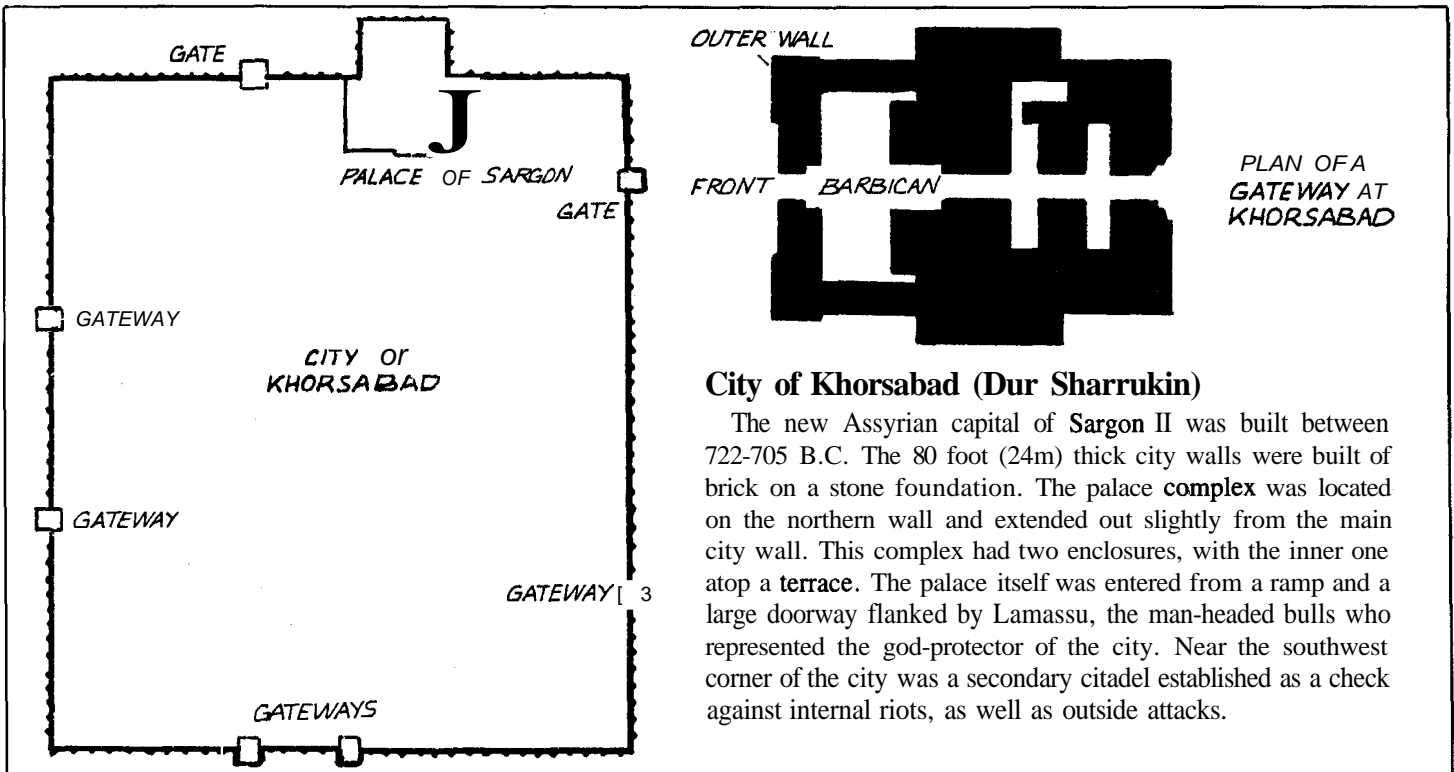 GATE
J
PALACE OF SARGON
GATE
GATEWAY
CITY or
KHORSABAD
GATEWAY
GATEWAY [ 3
GATEWAYS
OUTER WALL
FRONT BARBICAN
PLAN OF A
GATEWAY AT
KHORSABAD
City of Khorsabad (Dur Sharrukin)
The new Assyrian capital of Sargon II was built between
722-705 B.C. The 80 foot (24m) thick city walls were built of
brick on a stone foundation. The palace complex was located
on the northern wall and extended out slightly from the main
city wall. This complex had two enclosures, with the inner one
atop a terrace. The palace itself was entered from a ramp and a
large doorway flanked by Lamassu, the man-headed bulls who
represented the god-protector of the city. Near the southwest
corner of the city was a secondary citadel established as a check
against internal riots, as well as outside attacks.